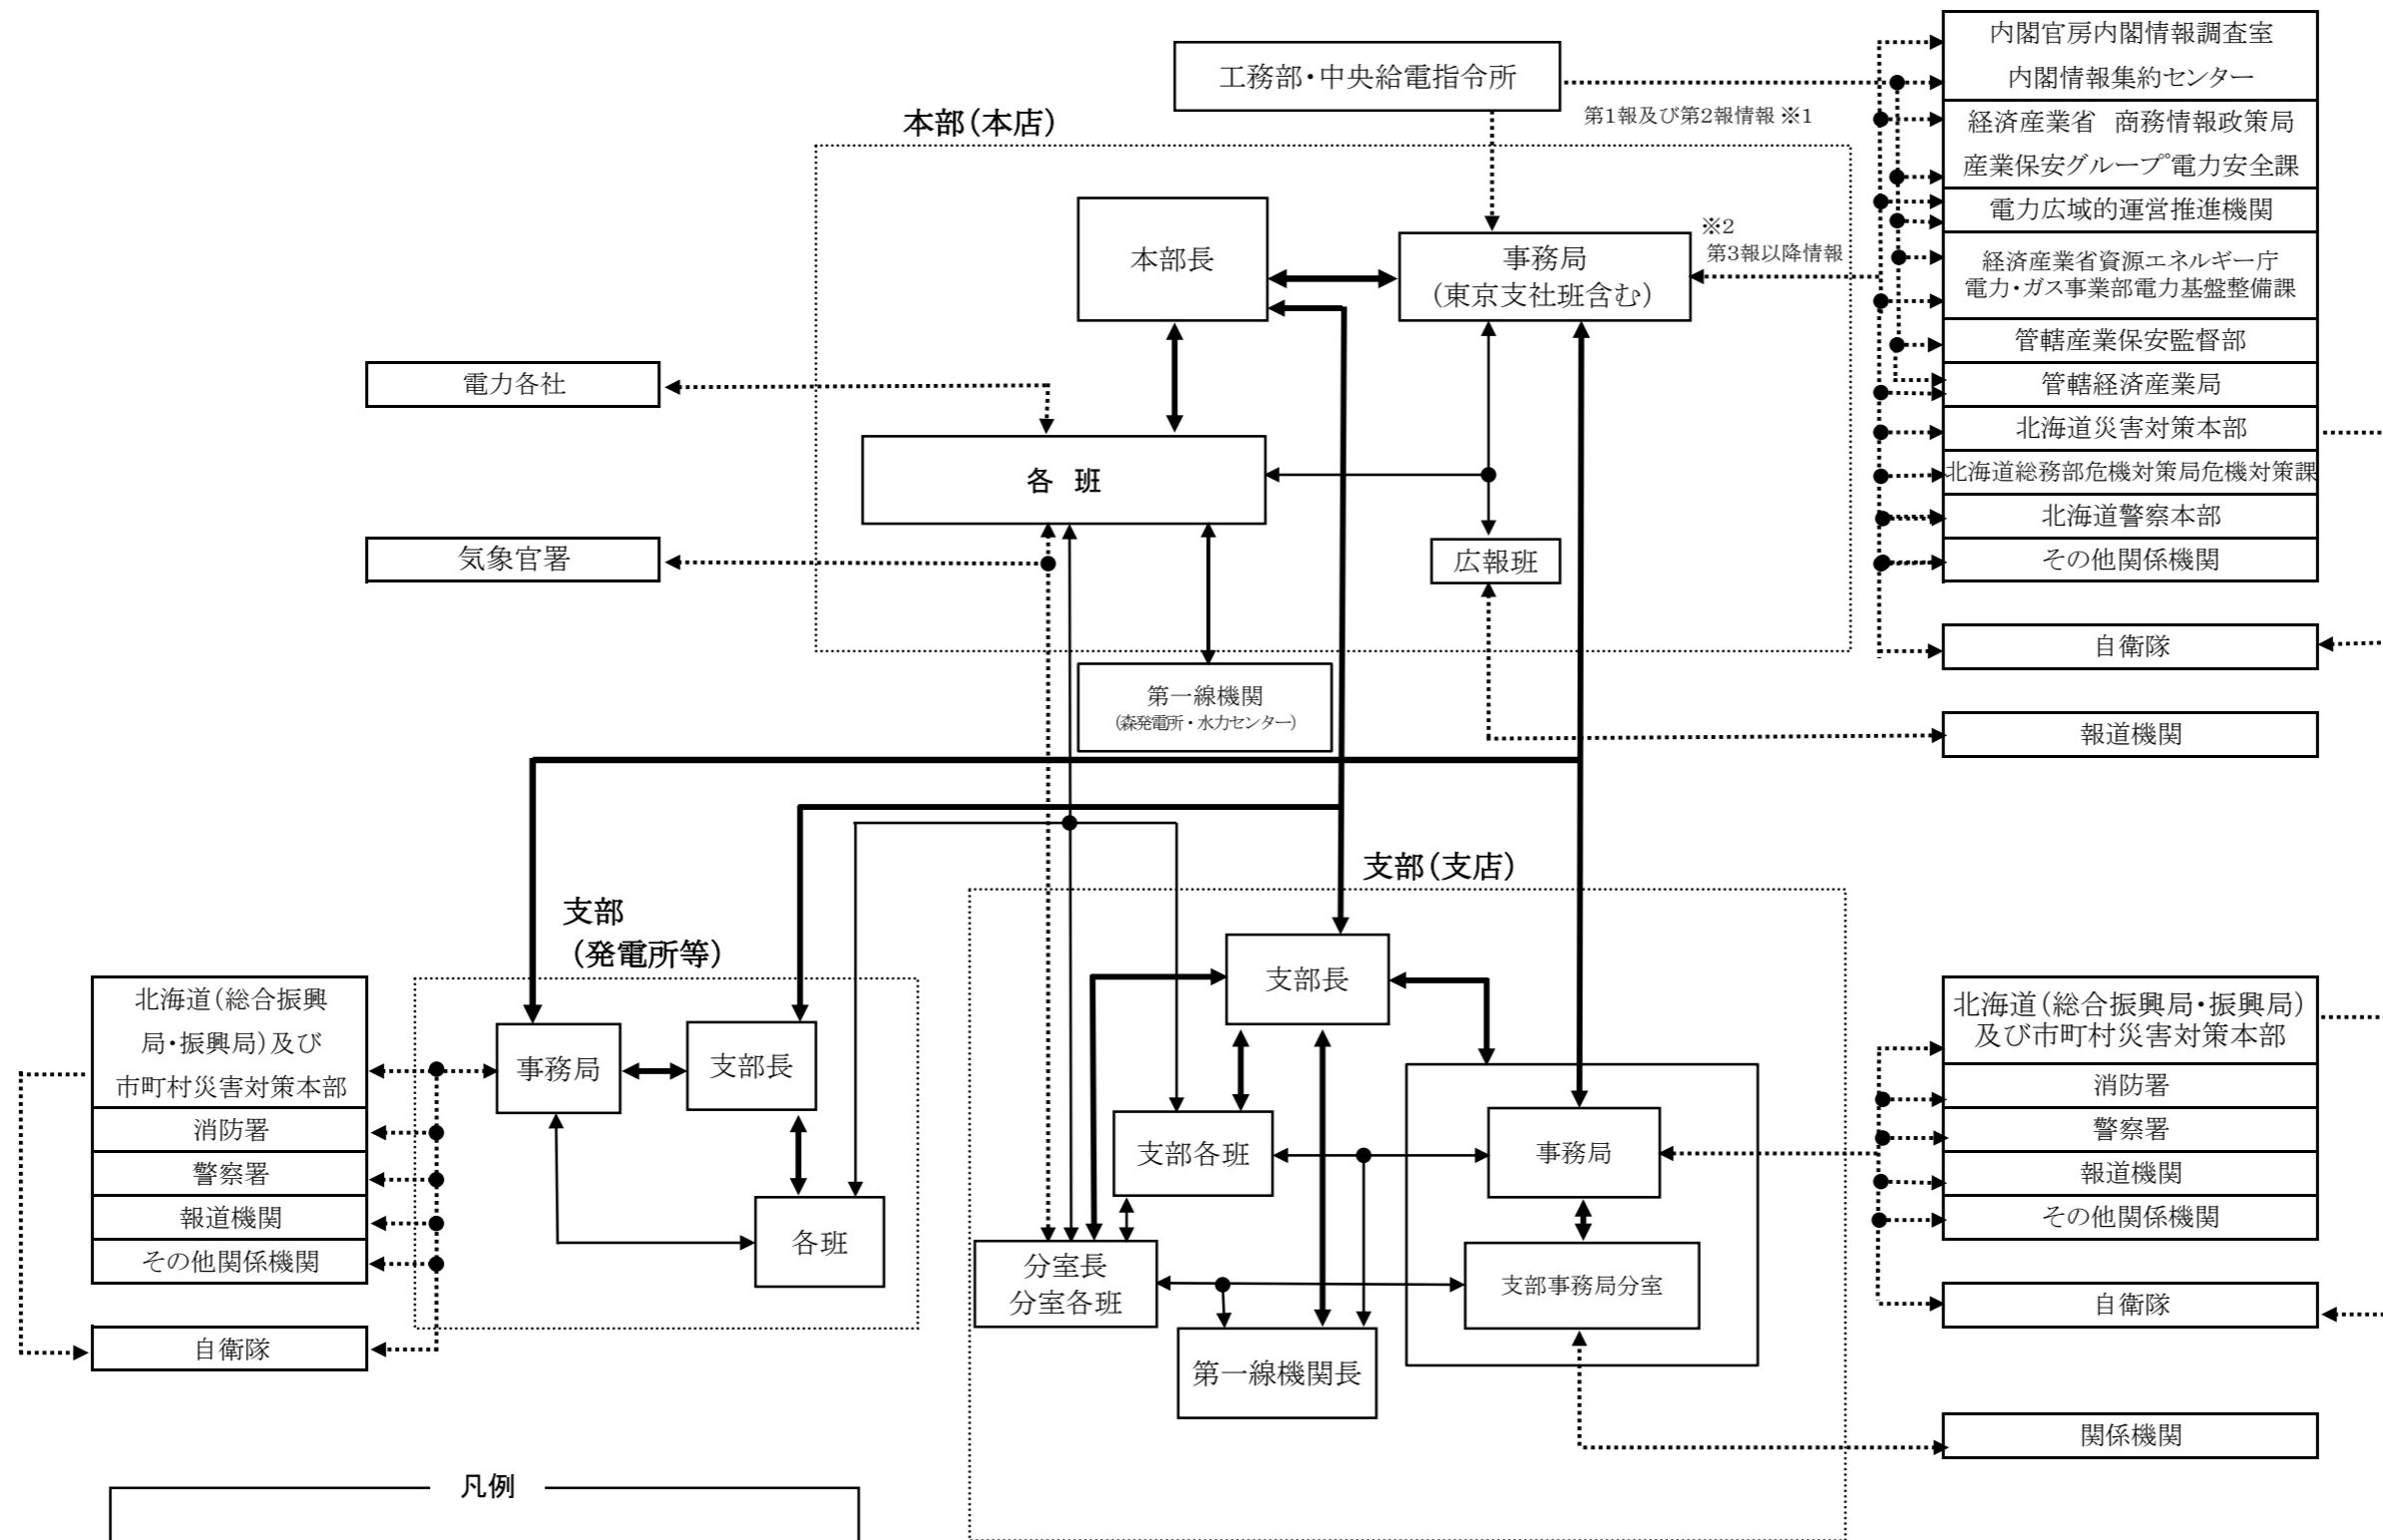 工務部・中央給電指令所
第1報及び第2報情報 ※1
本部(本店)
本部長
事務局
(東京支社班含む)
※2
第3報以降情報
電力各社
各 班
気象官署
広報班
第一線機関
(森発電所・水力センター)
内閣官房内閣情報調査室
内閣情報集約センター
経済産業省 商務情報政策局
産業保安グループ電力安全課
電力広域的運営推進機関
経済産業省資源エネルギー庁
電力・ガス事業部電力基盤整備課
管轄産業保安監督部
管轄経済産業局
北海道災害対策本部
北海道総務部危機対策局危機対策課
北海道警察本部
その他関係機関
自衛隊
報道機関
支部
(発電所等)
北海道(総合振興
局・振興局)及び
市町村災害対策本部
消防署
警察署
報道機関
その他関係機関
自衛隊
事務局
支部長
各班
支部(支店)
支部長
支部各班
事務局
分室長
分室各班
支部事務局分室
第一線機関長
北海道(総合振興局・振興局)
及び市町村災害対策本部
消防署
警察署
報道機関
その他関係機関
自衛隊
関係機関
凡例